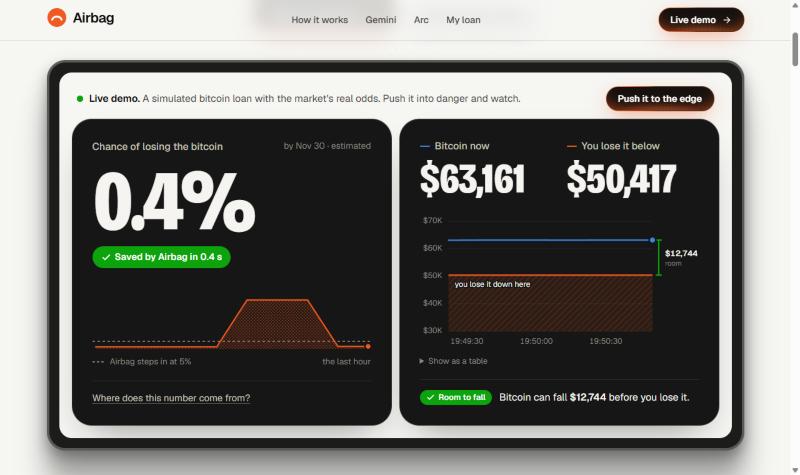 Airbag
How it works
Gemini
Arc
My loan
Live demo →
Live demo. A simulated bitcoin loan with the market's real odds. Push it into danger and watch.
Push it to the edge
Chance of losing the bitcoin
by Nov 30 · estimated
0.4%
Saved by Airbag in 0.4 s
Airbag steps in at 5%
the last hour
Where does this number come from?
Bitcoin now
You lose it below
$63,161
$50,417
$70K
$60K
$50K
$40K
$30K
$12,744
room
you lose it down here
19:49:30
19:50:00
19:50:30
Show as a table
Room to fall
Bitcoin can fall $12,744 before you lose it.